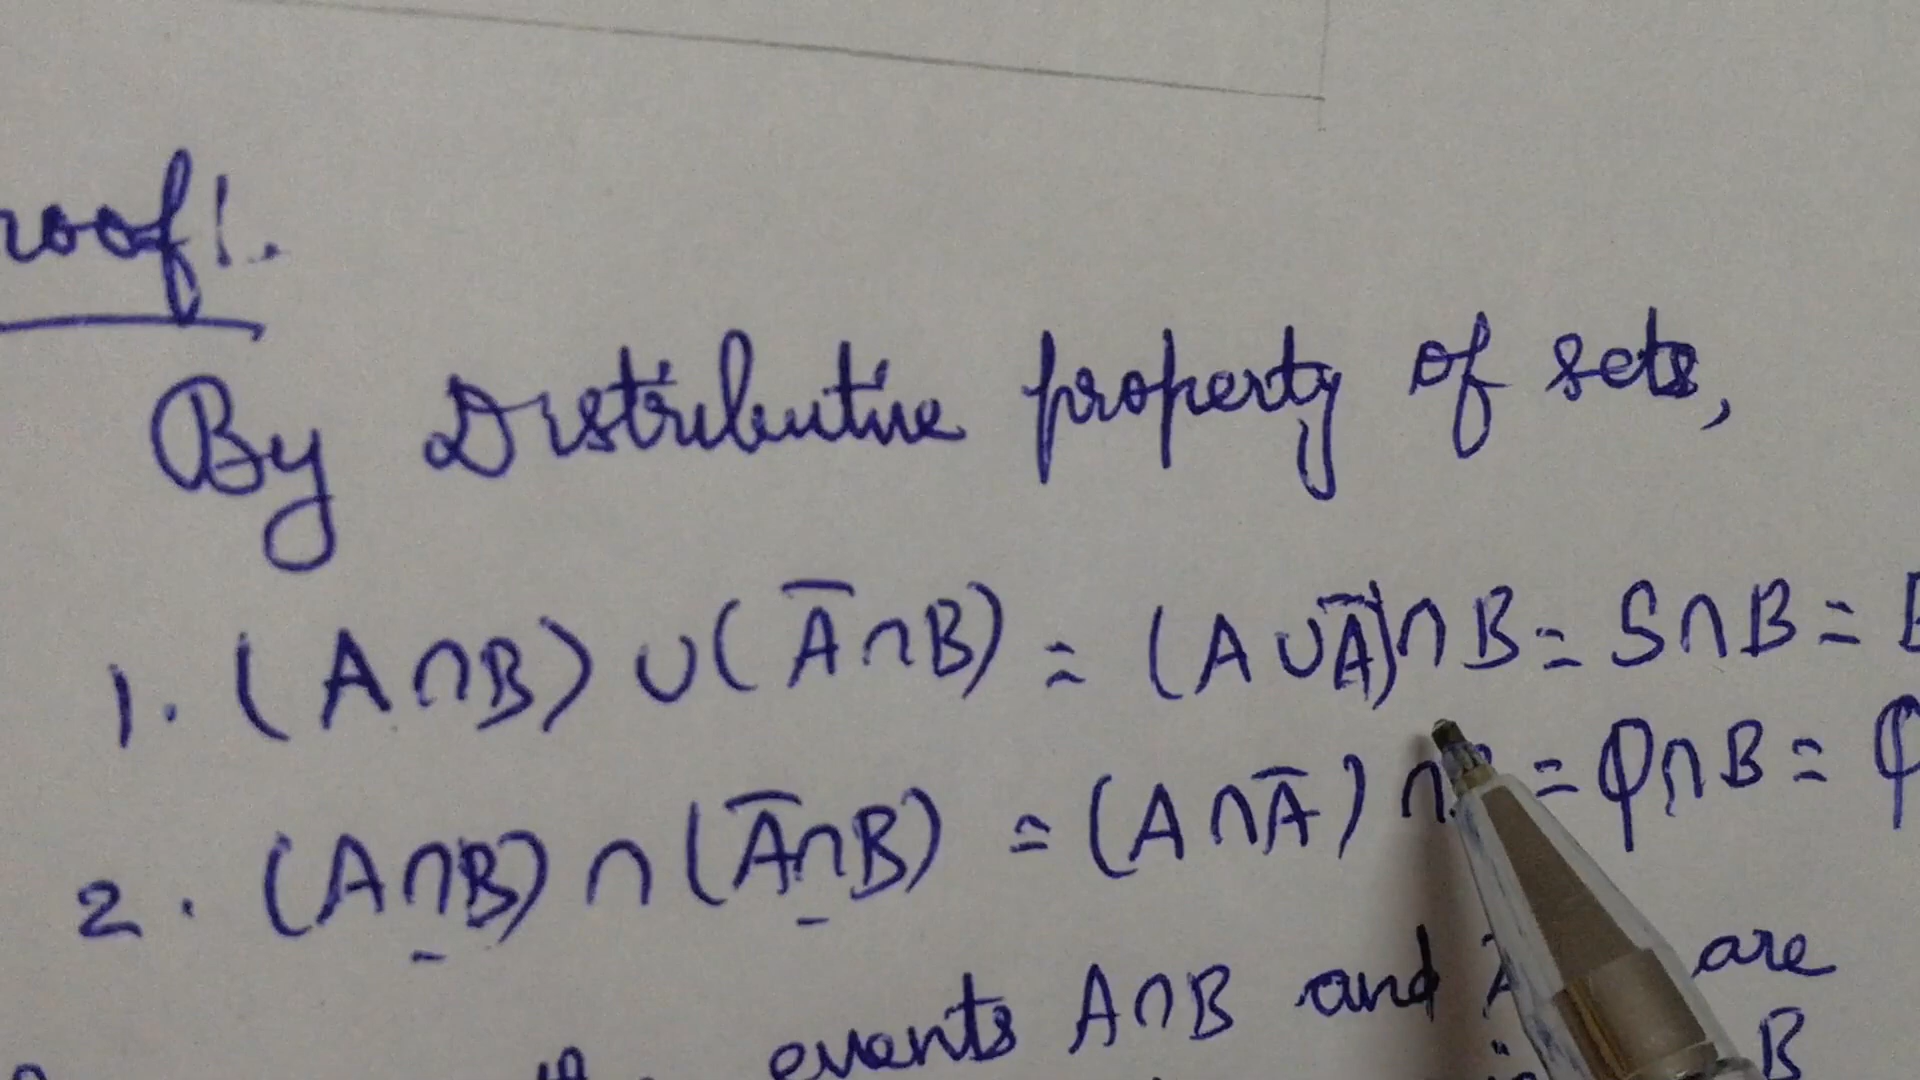 roof:.
By Distributive property of sets,
1. (A∩B) ∪ (A̅∩B) = (A∪A̅)∩B = S∩B =
2. (A∩B) ∩ (A̅∩B) = (A∩A̅) ∩ = φ∩B = φ
events A∩B and are
B